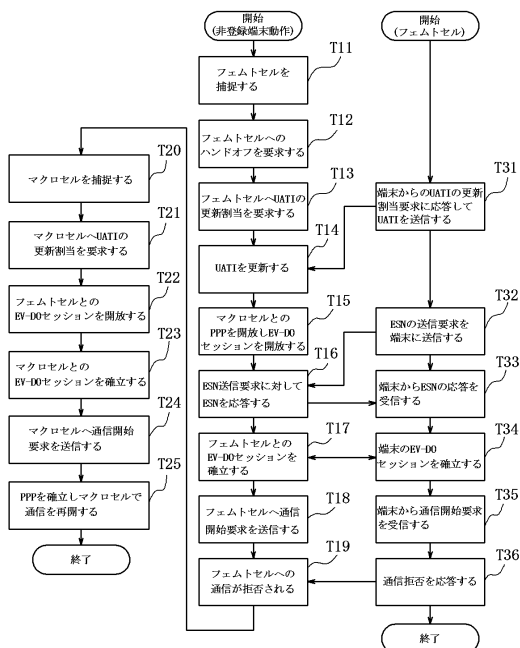 開始
(非登録端末動作)
T11
フェムトセルを
捕捉する
T12
フェムトセルへの
ハンドオフを要求する
T13
フェムトセルへUATIの
更新割当を要求する
T14
UATIを更新する
T15
マクロセルとの
PPPを開放しEV-DO
セッションを開放する
T16
ESN送信要求に対して
ESNを応答する
T17
フェムトセルとの
EV-DOセッションを
確立する
T18
フェムトセルへ通信
開始要求を送信する
T19
フェムトセルへの
通信が拒否される
T20
マクロセルを捕捉する
T21
マクロセルへUATIの
更新割当を要求する
T22
フェムトセルとの
EV-DOセッションを開放する
T23
マクロセルとの
EV-DOセッションを確立する
T24
マクロセルへ通信開始
要求を送信する
T25
PPPを確立しマクロセルで
通信を再開する
終了
開始
(フェムトセル)
T31
端末からのUATIの更新
割当要求に応答して
UATIを送信する
T32
ESNの送信要求を
端末に送信する
T33
端末からESNの応答を
受信する
T34
端末のEV-DO
セッションを確立する
T35
端末から通信開始要求
を受信する
T36
通信拒否を応答する
終了